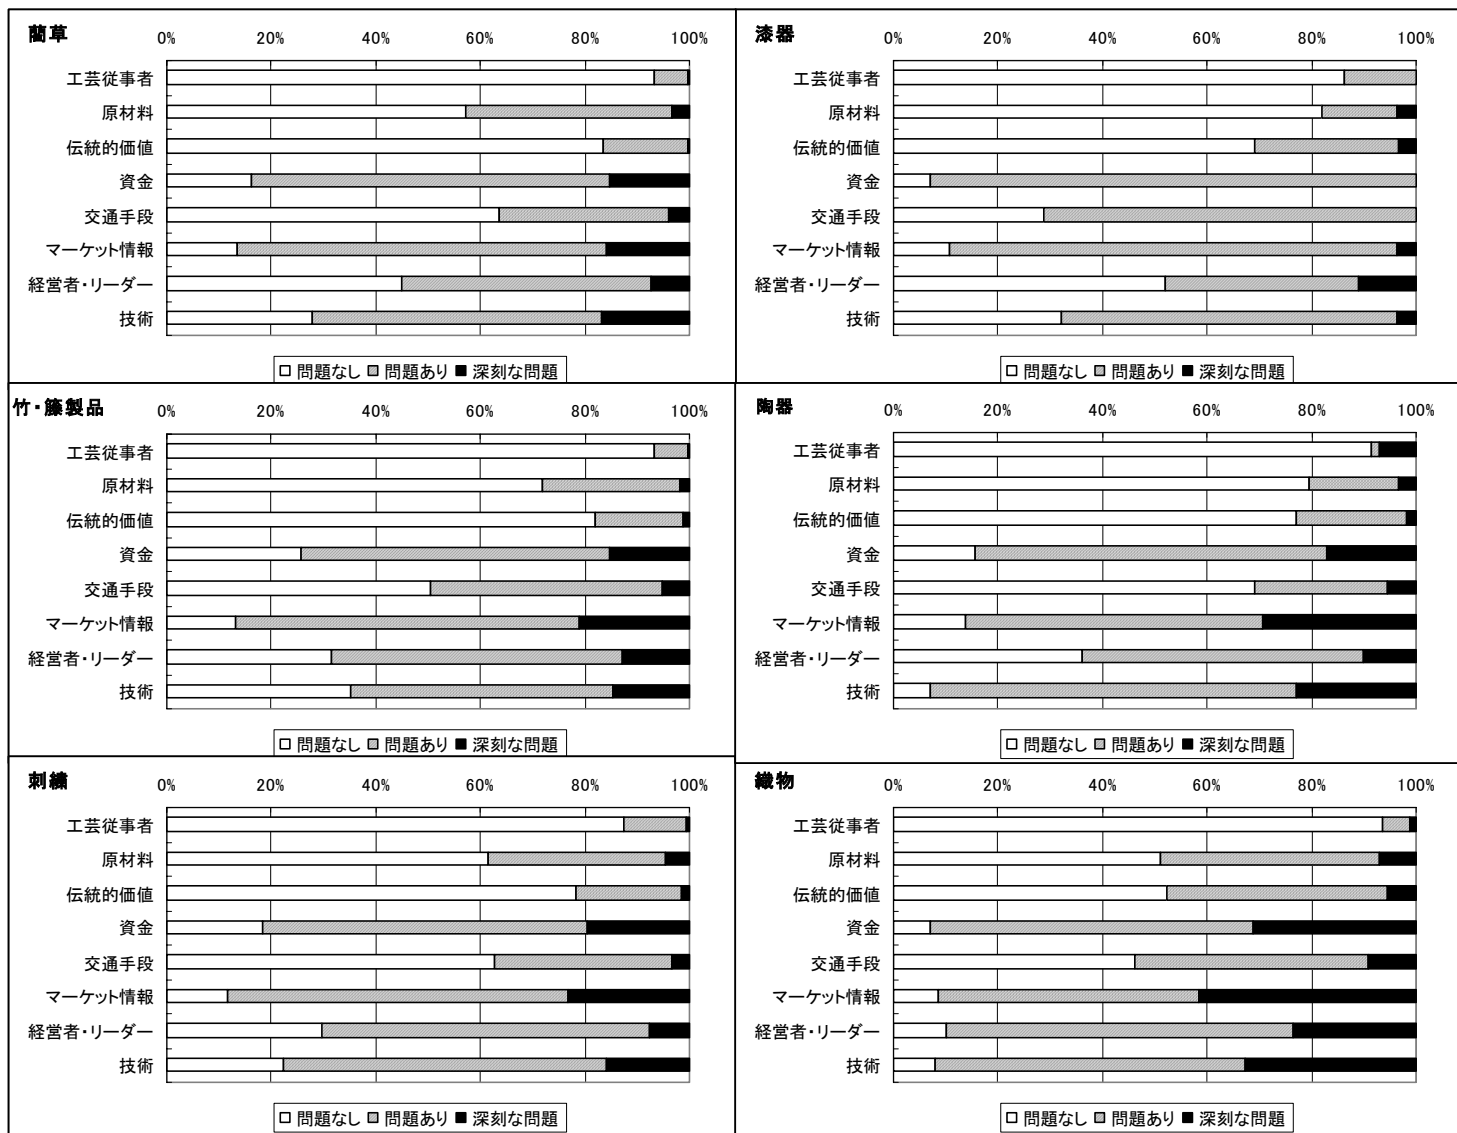 藺草
0% 20% 40% 60% 80% 100%
工芸従事者
原材料
伝統的価値
資金
交通手段
マーケット情報
経営者・リーダー
技術
問題なし 問題あり 深刻な問題
漆器
0% 20% 40% 60% 80% 100%
工芸従事者
原材料
伝統的価値
資金
交通手段
マーケット情報
経営者・リーダー
技術
問題なし 問題あり 深刻な問題
竹・籐製品
0% 20% 40% 60% 80% 100%
工芸従事者
原材料
伝統的価値
資金
交通手段
マーケット情報
経営者・リーダー
技術
問題なし 問題あり 深刻な問題
陶器
0% 20% 40% 60% 80% 100%
工芸従事者
原材料
伝統的価値
資金
交通手段
マーケット情報
経営者・リーダー
技術
問題なし 問題あり 深刻な問題
刺繍
0% 20% 40% 60% 80% 100%
工芸従事者
原材料
伝統的価値
資金
交通手段
マーケット情報
経営者・リーダー
技術
問題なし 問題あり 深刻な問題
織物
0% 20% 40% 60% 80% 100%
工芸従事者
原材料
伝統的価値
資金
交通手段
マーケット情報
経営者・リーダー
技術
問題なし 問題あり 深刻な問題